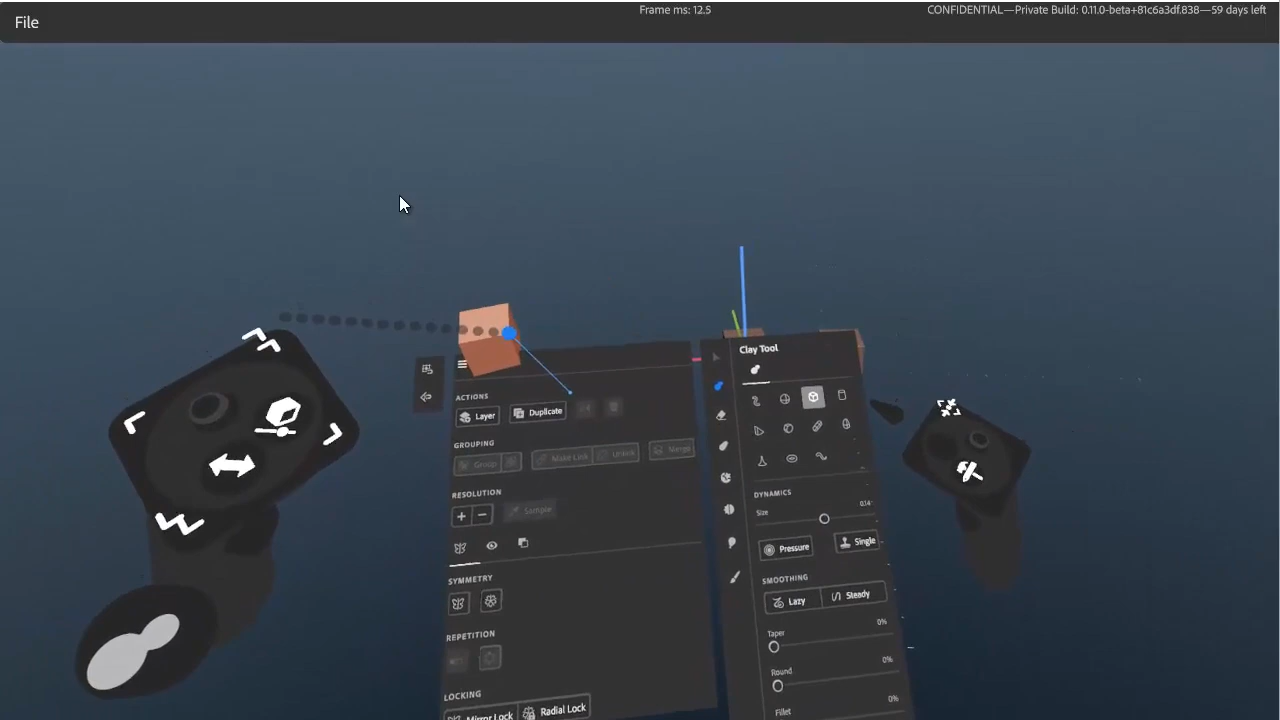 File
Frame ms: 12.5
CONFIDENTIAL—Private Build: 0.11.0-beta+81c6a3df.838—59 days left
ACTIONS
Layer
Duplicate
GROUPING
Group
Make Link
Unlink
Merge
RESOLUTION
Sample
SYMMETRY
REPETITION
LOCKING
Mirror Lock
Radial Lock
Clay Tool
DYNAMICS
Size
0.14
Pressure
Single
SMOOTHING
Lazy
Steady
Taper
0%
Round
0%
Fillet
0%